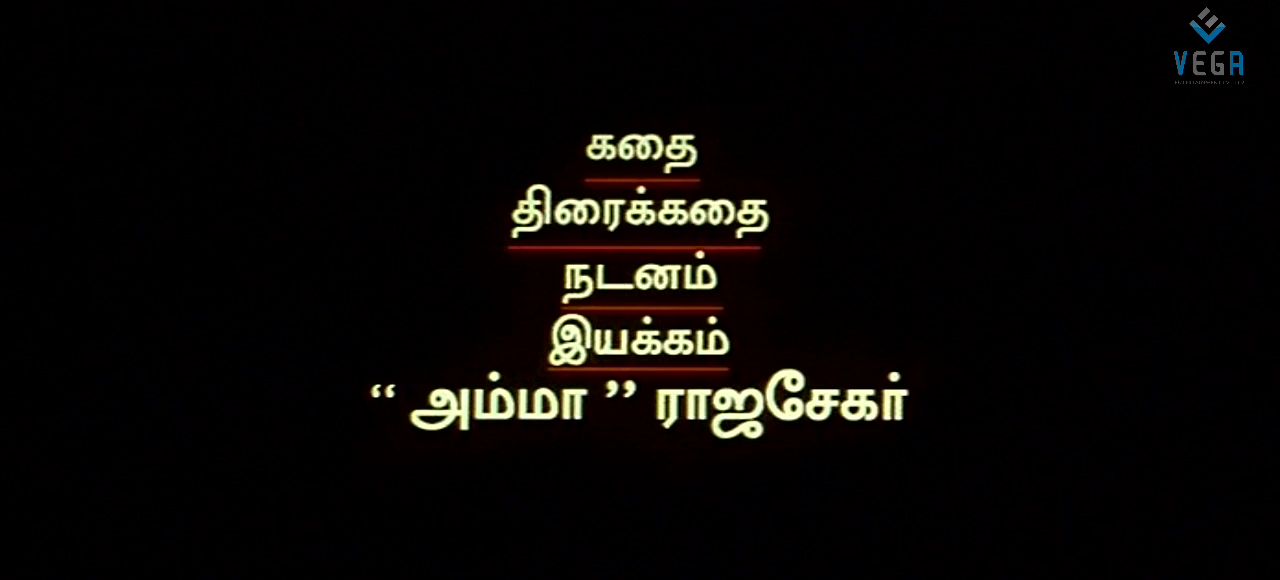 VEGA
கதை
திரைக்கதை
நடனம்
இயக்கம்
“ அம்மா ” ராஜசேகர்